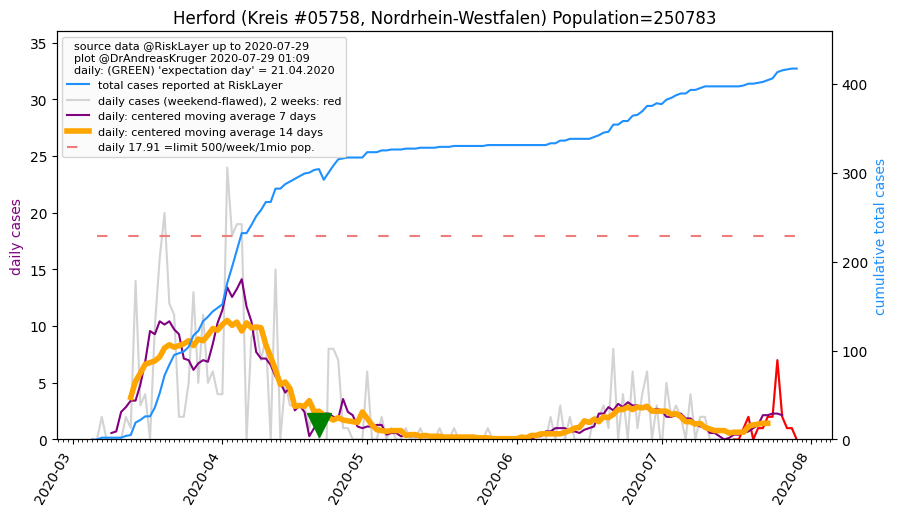 Herford (Kreis #05758, Nordrhein-Westfalen) Population=250783
source data @RiskLayer up to 2020-07-29
plot @DrAndreasKruger 2020-07-29 01:09
daily: (GREEN) 'expectation day' = 21.04.2020
total cases reported at RiskLayer
daily cases (weekend-flawed), 2 weeks: red
daily: centered moving average 7 days
daily: centered moving average 14 days
daily 17.91 =limit 500/week/1mio pop.
daily cases
35
30
25
20
15
10
5
0
cumulative total cases
400
300
200
100
0
2020-03
2020-04
2020-05
2020-06
2020-07
2020-08